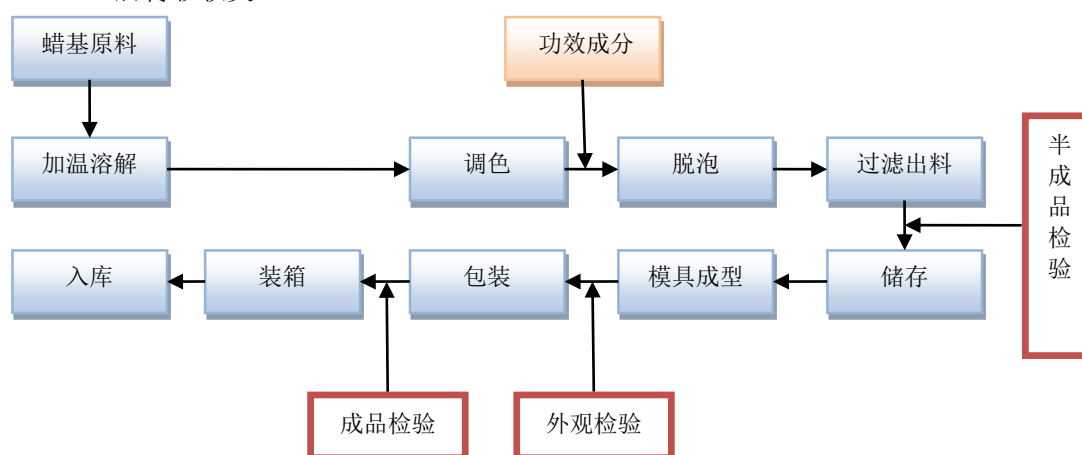 蜡基原料
功效成分
加温溶解
调色
脱泡
过滤出料
半
成
品
检
验
入库
装箱
包装
模具成型
储存
成品检验
外观检验